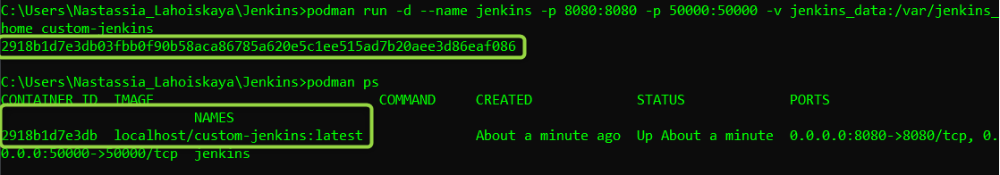 C:\Users\Nastassia_Lahoiskaya\Jenkins>podman run -d --name jenkins -p 8080:8080 -p 50000:50000 -v jenkins_data:/var/jenkins_
home custom-jenkins
2918b1d7e3db03fbb0f90b58aca86785a620e5c1ee515ad7b20aee3d86eaf086
C:\Users\Nastassia_Lahoiskaya\Jenkins>podman ps
CONTAINER ID  IMAGE                           COMMAND     CREATED             STATUS             PORTS
NAMES
2918b1d7e3db  localhost/custom-jenkins:latest              About a minute ago  Up About a minute  0.0.0.0:8080->8080/tcp, 0.
0.0.0:50000->50000/tcp  jenkins